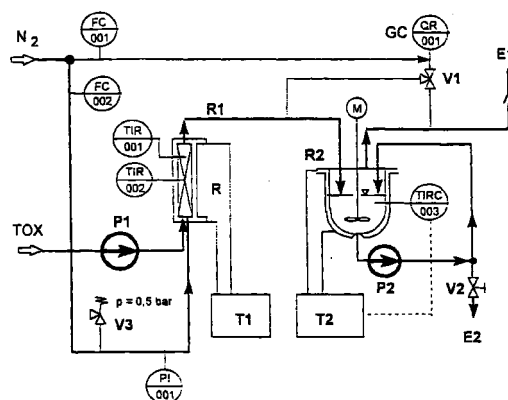 FC
001
N2
GC
QR
001
E1
V1
FC
002
M
R1
TIR
001
R2
TIR
002
R
TIRC
003
TOX
P1
P2
V2
p = 0,5 bar
V3
T1
T2
E2
PI
001